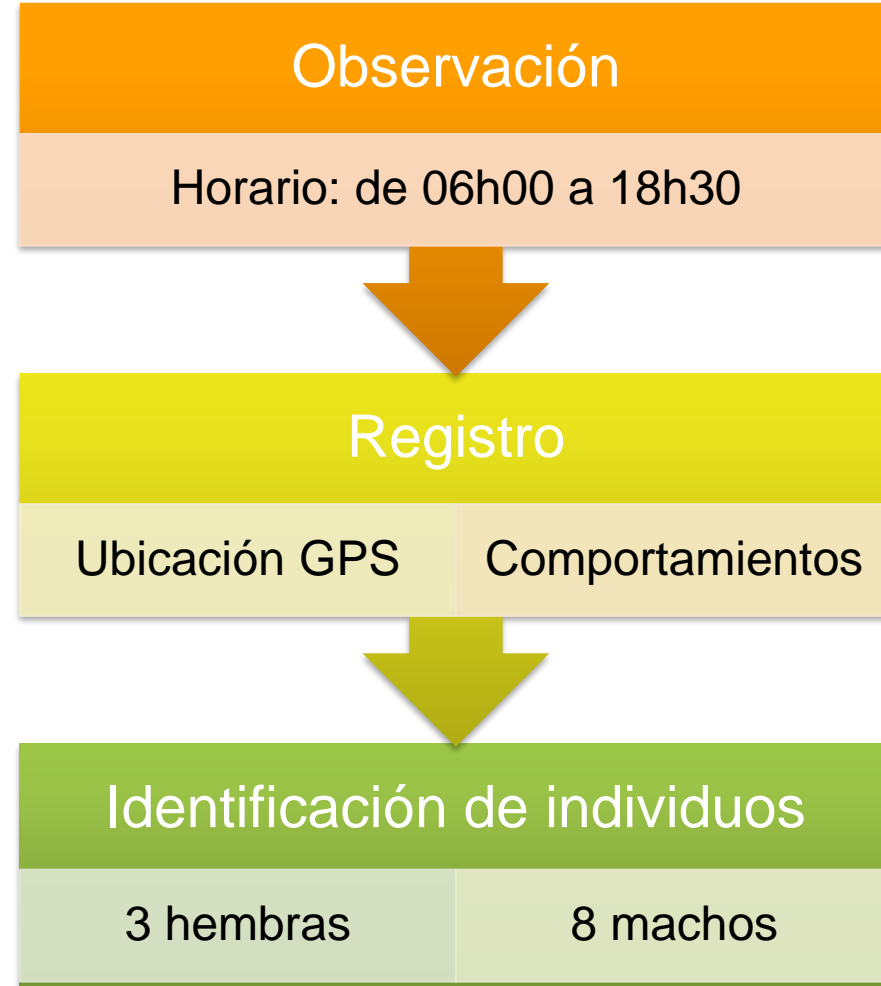 Observación
Horario: de 06h00 a 18h30
Registro
Ubicación GPS
Comportamientos
Identificación de individuos
3 hembras
8 machos